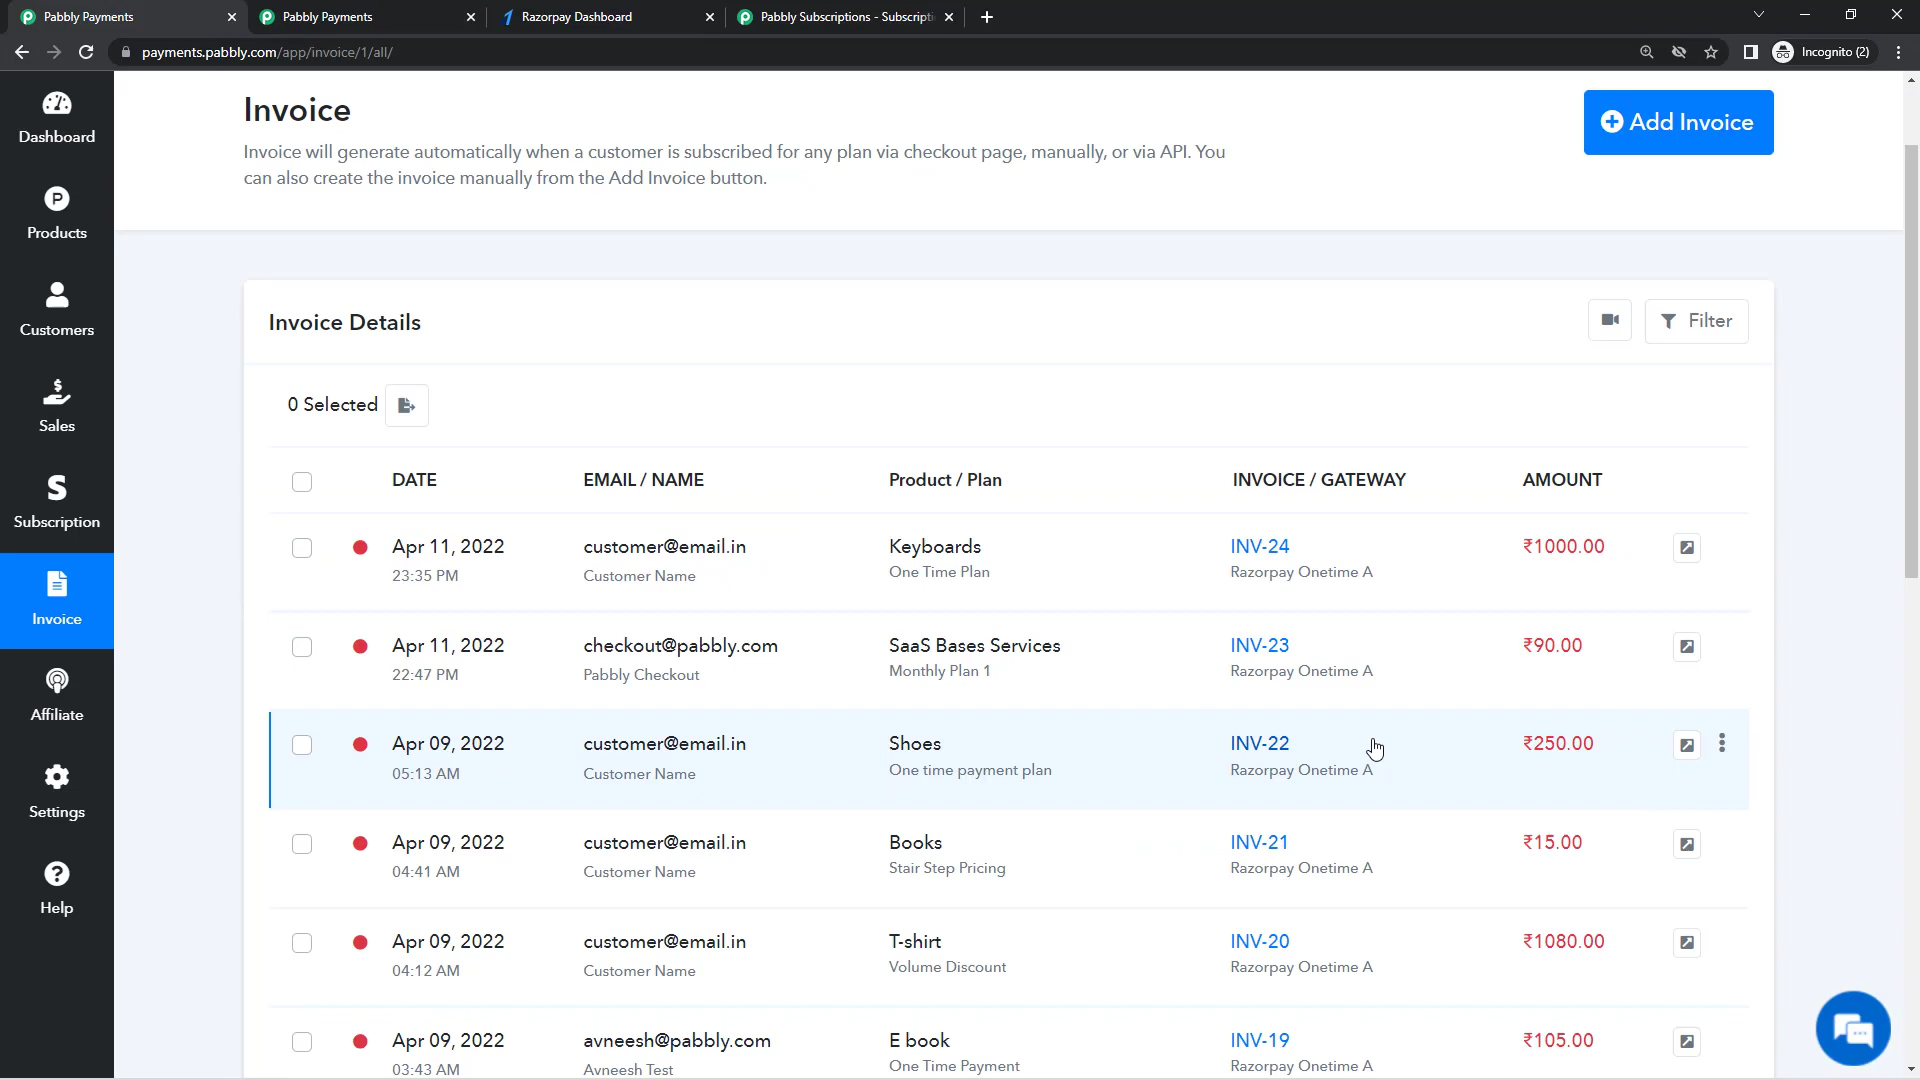 Pabbly Payments
Pabbly Payments
Razorpay Dashboard
Pabbly Subscriptions - Subscripti
payments.pabbly.com/app/invoice/1/all/
Incognito (2)
Dashboard
Products
Customers
Sales
Subscription
Invoice
Affiliate
Settings
Help
Invoice
Add Invoice
Invoice will generate automatically when a customer is subscribed for any plan via checkout page, manually, or via API. You
can also create the invoice manually from the Add Invoice button.
Invoice Details
Filter
0 Selected
DATE EMAIL / NAME Product / Plan INVOICE / GATEWAY AMOUNT
Apr 11, 2022 customer@email.in Keyboards INV-24 ₹1000.00
23:35 PM Customer Name One Time Plan Razorpay Onetime A
Apr 11, 2022 checkout@pabbly.com SaaS Bases Services INV-23 ₹90.00
22:47 PM Pabbly Checkout Monthly Plan 1 Razorpay Onetime A
Apr 09, 2022 customer@email.in Shoes INV-22 ₹250.00
05:13 AM Customer Name One time payment plan Razorpay Onetime A
Apr 09, 2022 customer@email.in Books INV-21 ₹15.00
04:41 AM Customer Name Stair Step Pricing Razorpay Onetime A
Apr 09, 2022 customer@email.in T-shirt INV-20 ₹1080.00
04:12 AM Customer Name Volume Discount Razorpay Onetime A
Apr 09, 2022 avneesh@pabbly.com E book INV-19 ₹105.00
03:43 AM Avneesh Test One Time Payment Razorpay Onetime A